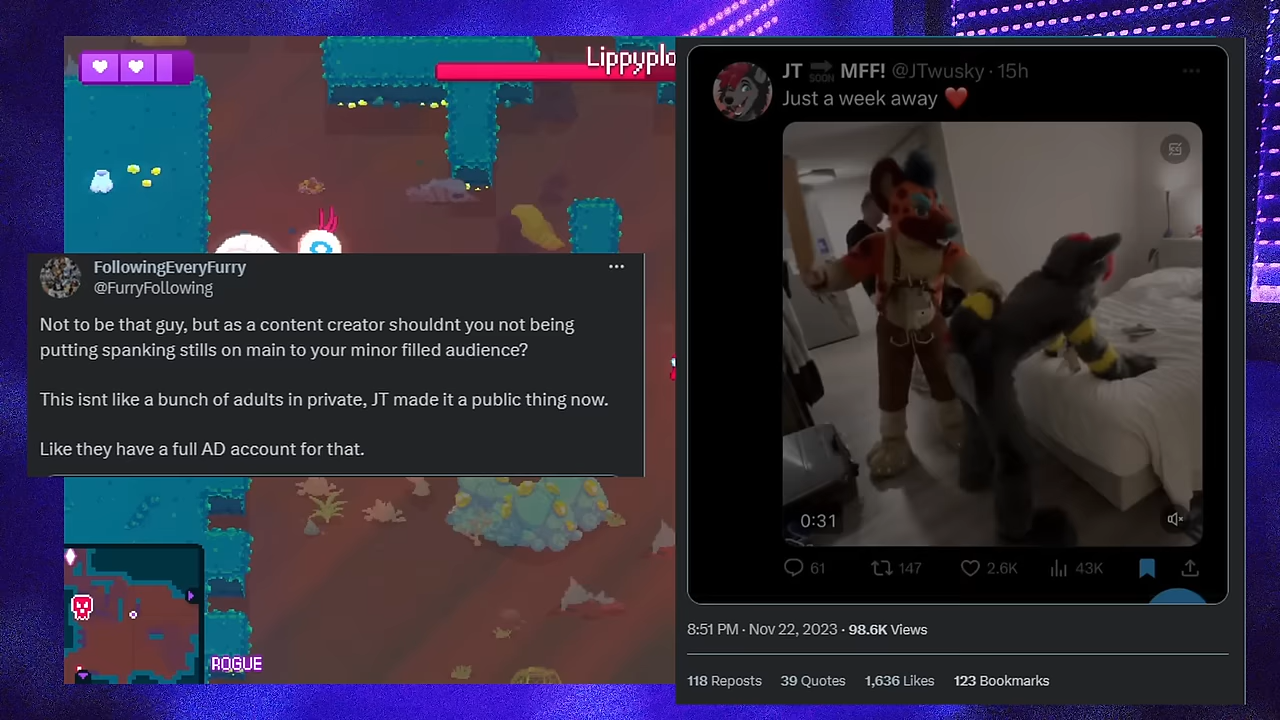 Lippyplo
FollowingEveryFurry
@FurryFollowing
Not to be that guy, but as a content creator shouldnt you not being
putting spanking stills on main to your minor filled audience?
This isnt like a bunch of adults in private, JT made it a public thing now.
Like they have a full AD account for that.
ROGUE
JT SOON MFF! @JTwusky · 15h
Just a week away
0:31
61 147 2.6K 43K
8:51 PM · Nov 22, 2023 · 98.6K Views
118 Reposts 39 Quotes 1,636 Likes 123 Bookmarks